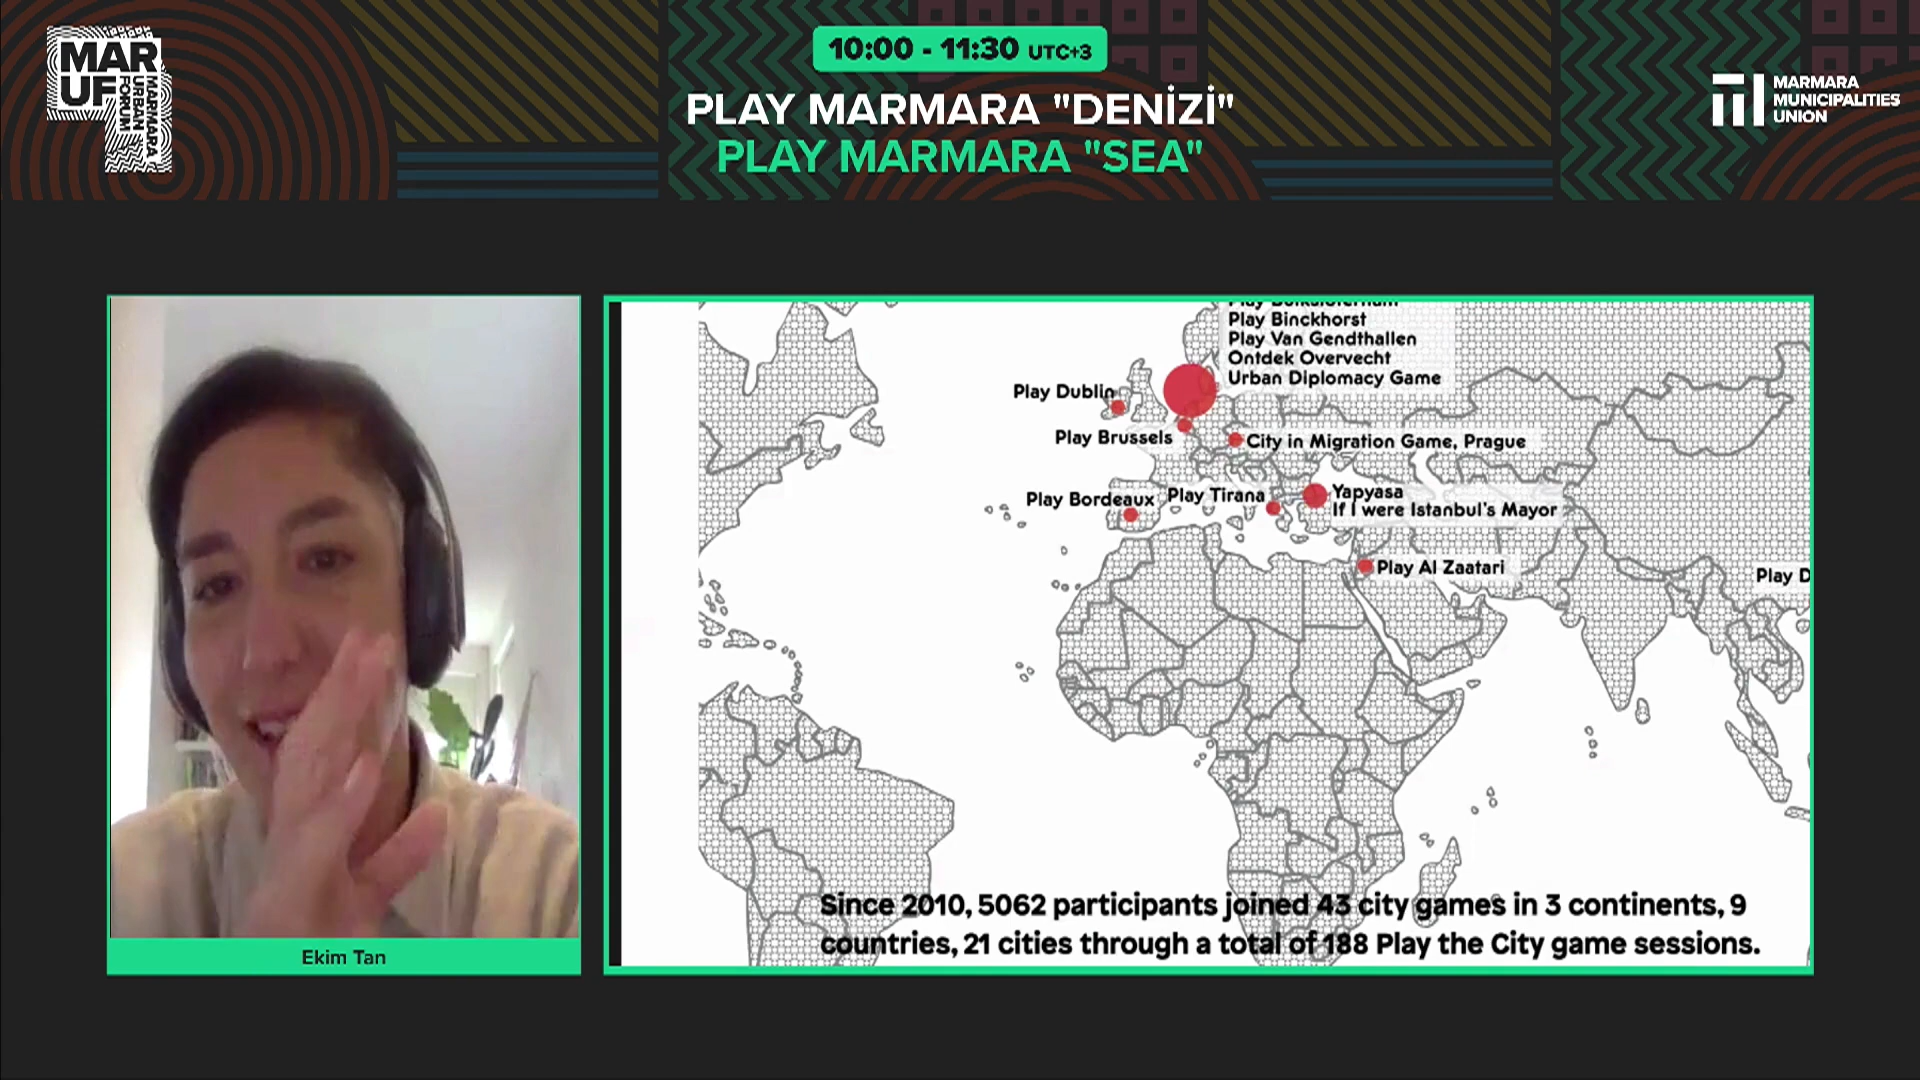 MAR
UF
MARMARA
URBAN
FORUM
10:00 - 11:30 UTC+3
PLAY MARMARA "DENİZİ"
PLAY MARMARA "SEA"
MARMARA
MUNICIPALITIES
UNION
Play Binckhorst
Play Van Gendthallen
Ontdek Overvecht
Urban Diplomacy Game
Play Dublin
Play Brussels
City in Migration Game, Prague
Play Bordeaux
Play Tirana
Yapyasa
If I were Istanbul's Mayor
Play Al Zaatari
Play D
Since 2010, 5062 participants joined 43 city games in 3 continents, 9
countries, 21 cities through a total of 188 Play the City game sessions.
Ekim Tan